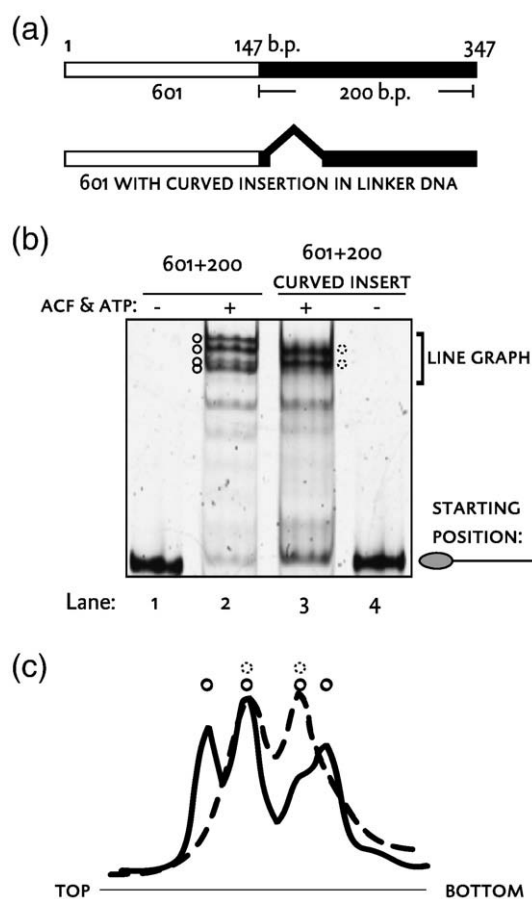 (a)
1 147 b.p. 347
601 200 b.p.
601 WITH CURVED INSERTION IN LINKER DNA
(b)
601+200 601+200
CURVED INSERT
ACF & ATP: - + + -
LINE GRAPH
STARTING
POSITION:
Lane: 1 2 3 4
(c)
TOP BOTTOM